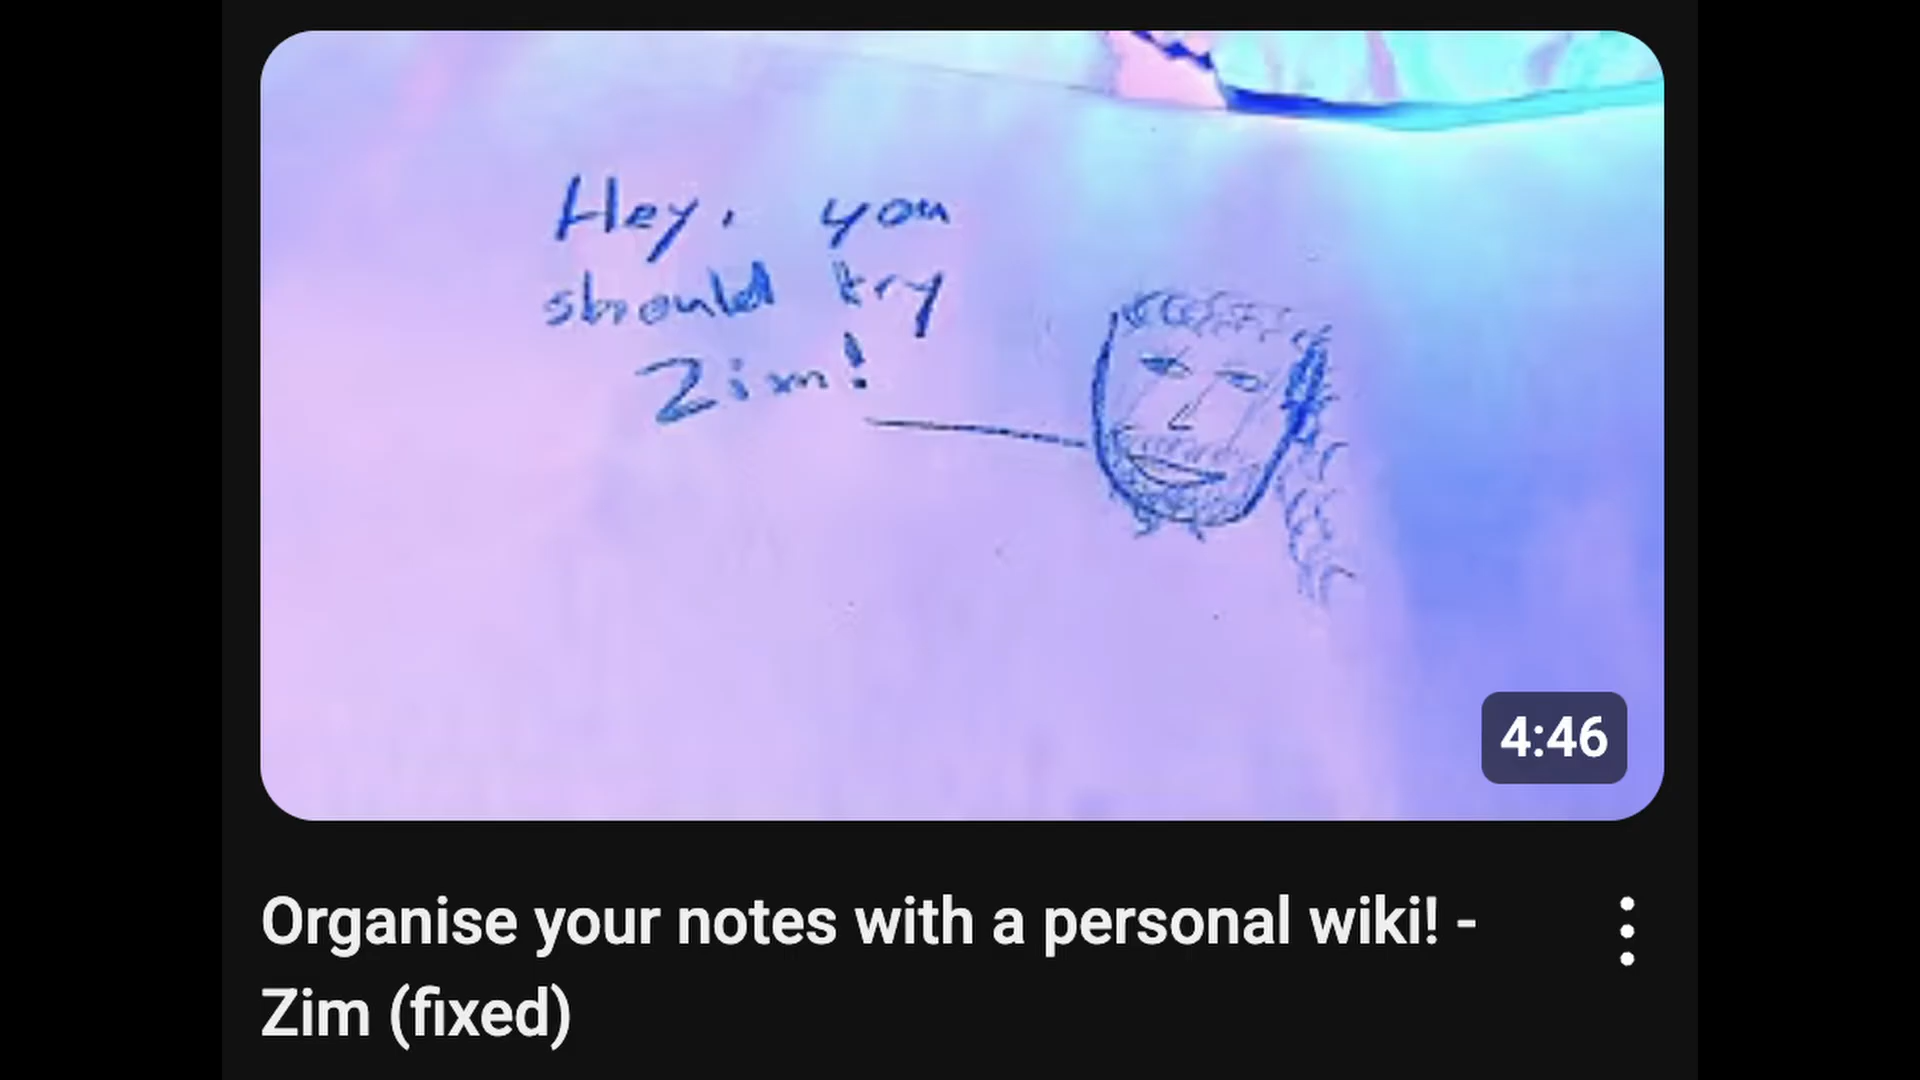 Hey, you
should try
Zim!
4:46
Organise your notes with a personal wiki! -
Zim (fixed)